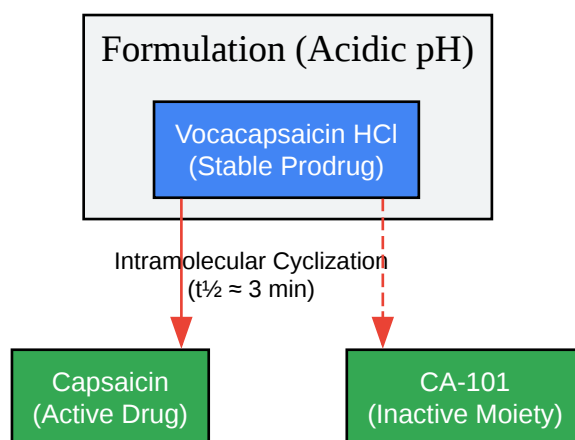 Formulation (Acidic pH)
Vocacapsaicin HCl
(Stable Prodrug)
Intramolecular Cyclization
(t½ ≈ 3 min)
Capsaicin
(Active Drug)
CA-101
(Inactive Moiety)